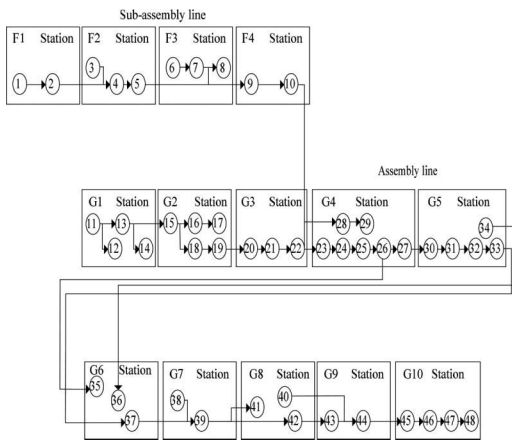 Sub-assembly line
F1 Station F2 Station F3 Station F4 Station
3 6 7 8
1 2 4 5 9 10
Assembly line
G1 Station G2 Station G3 Station G4 Station G5 Station
11 13 15 16 17 28 29 34
12 14 18 19 20 21 22 23 24 25 26 27 30 31 32 33
G6 Station G7 Station G8 Station G9 Station G10 Station
35 36 38 41 40
37 39 42 43 44 45 46 47 48